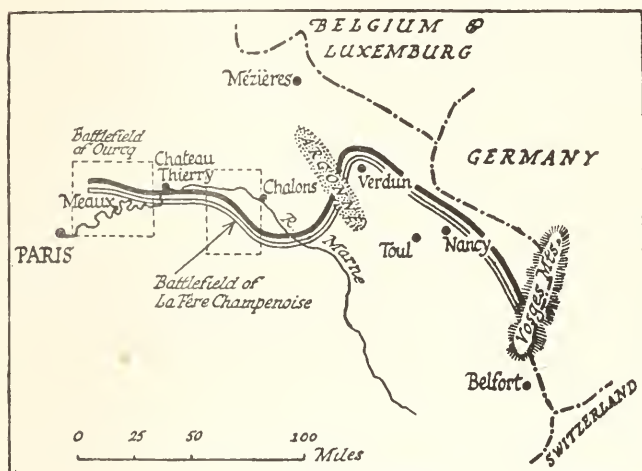 BELGIUM &
LUXEMBURG
Mézières
GERMANY
Battlefield
of Ourcq
Chateau
Thierry
ARGONNE
Verdun
Meaux
Chalons
PARIS
R. Marne
Toul
Nancy
Battlefield of
La Fère Champenoise
Vosges Mts.
Belfort
SWITZERLAND
0 25 50 100
Miles